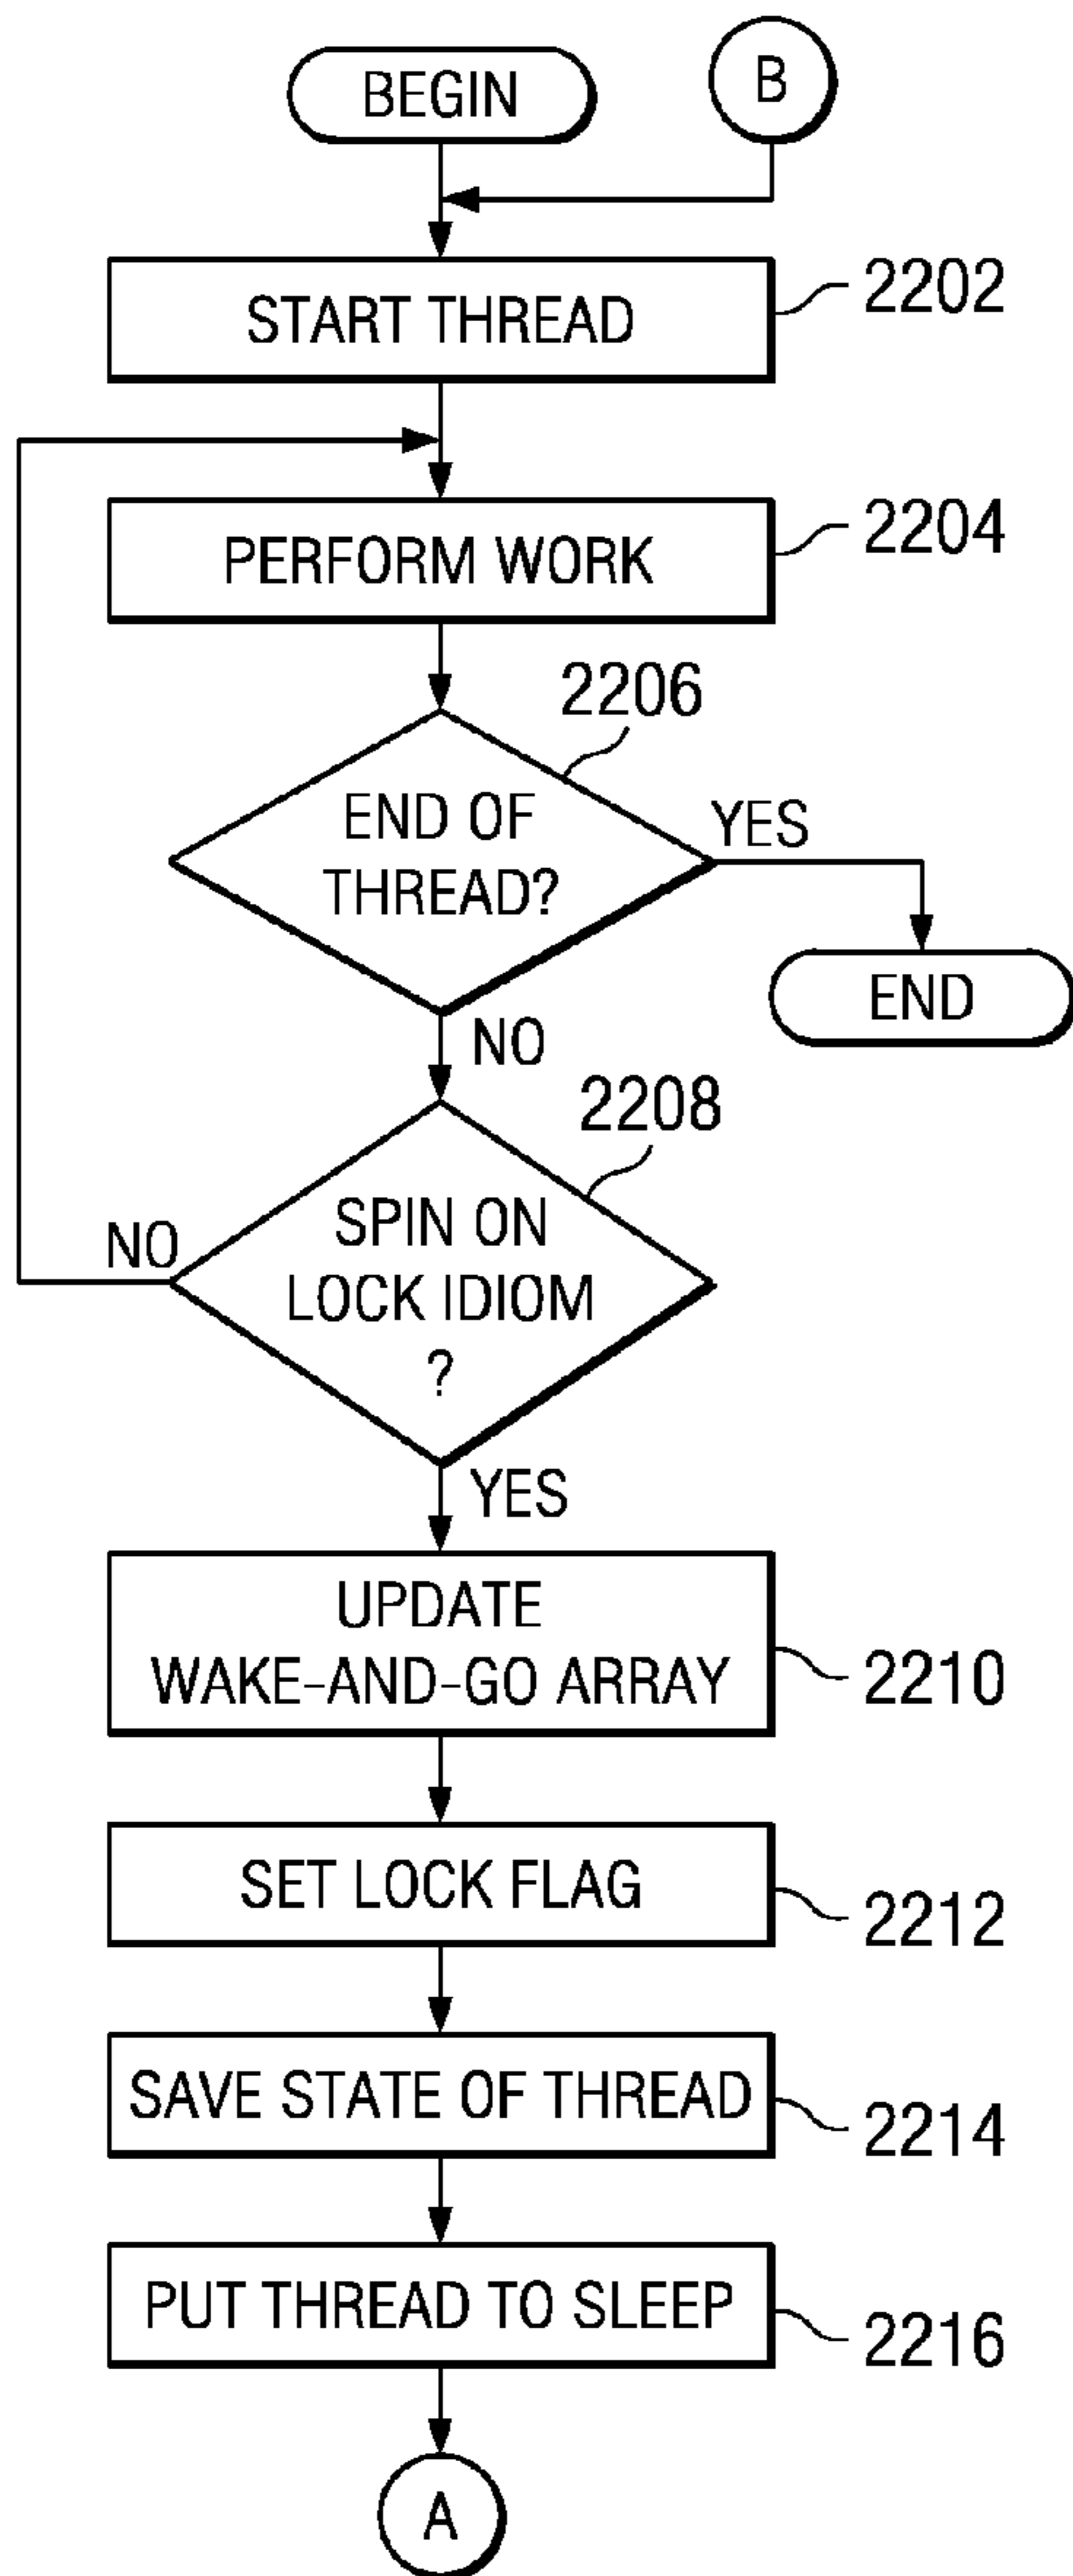 BEGIN
B
START THREAD
2202
PERFORM WORK
2204
2206
END OF
THREAD?
YES
END
NO
2208
SPIN ON
LOCK IDIOM
?
NO
YES
UPDATE
WAKE-AND-GO ARRAY
2210
SET LOCK FLAG
2212
SAVE STATE OF THREAD
2214
PUT THREAD TO SLEEP
2216
A